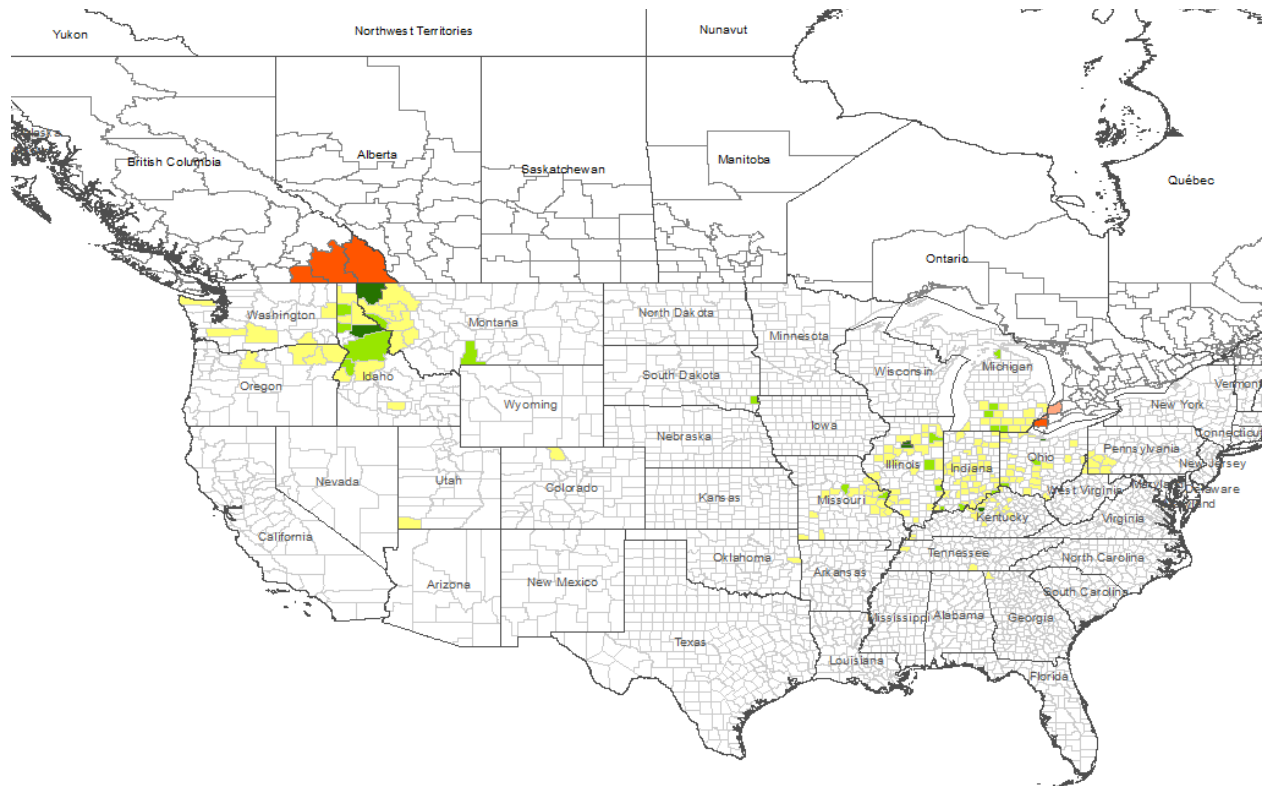 Yukon
Northwest Territories
Nunavut
British Columbia
Alberta
Saskatchewan
Manitoba
Québec
Ontario
Washington
Montana
North Dakota
Minnesota
Michigan
Wisconsin
Vermont
Oregon
Idaho
South Dakota
New York
Wyoming
Iowa
Connecticut
Nebraska
Pennsylvania
Illinois
Indiana
Ohio
New Jersey
Nevada
Utah
Colorado
Kansas
Missouri
West Virginia
Delaware
California
Kentucky
Virginia
Oklahoma
Tennessee
North Carolina
Arizona
New Mexico
Arkansas
South Carolina
Mississippi
Alabama
Georgia
Texas
Louisiana
Florida